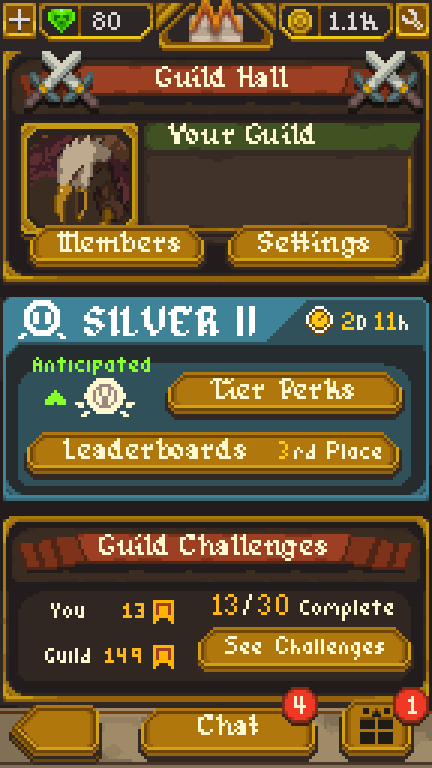 80
1.1k
Guild Hall
Your Guild
Members
Settings
SILVER II
2D 11h
Anticipated
Tier Perks
Leaderboards 3rd Place
Guild Challenges
You 13
13/30 Complete
Guild 149
See Challenges
Chat
4
1